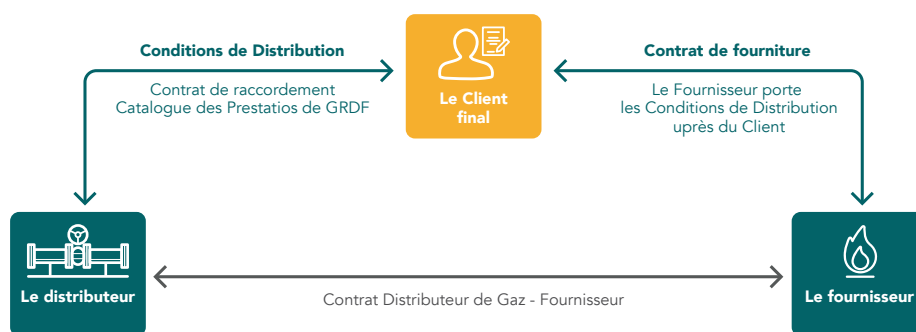 Conditions de Distribution
Contrat de raccordement
Catalogue des Prestatios de GRDF
Le Client
final
Contrat de fourniture
Le Fournisseur porte
les Conditions de Distribution
uprès du Client
Le distributeur
Contrat Distributeur de Gaz - Fournisseur
Le fournisseur